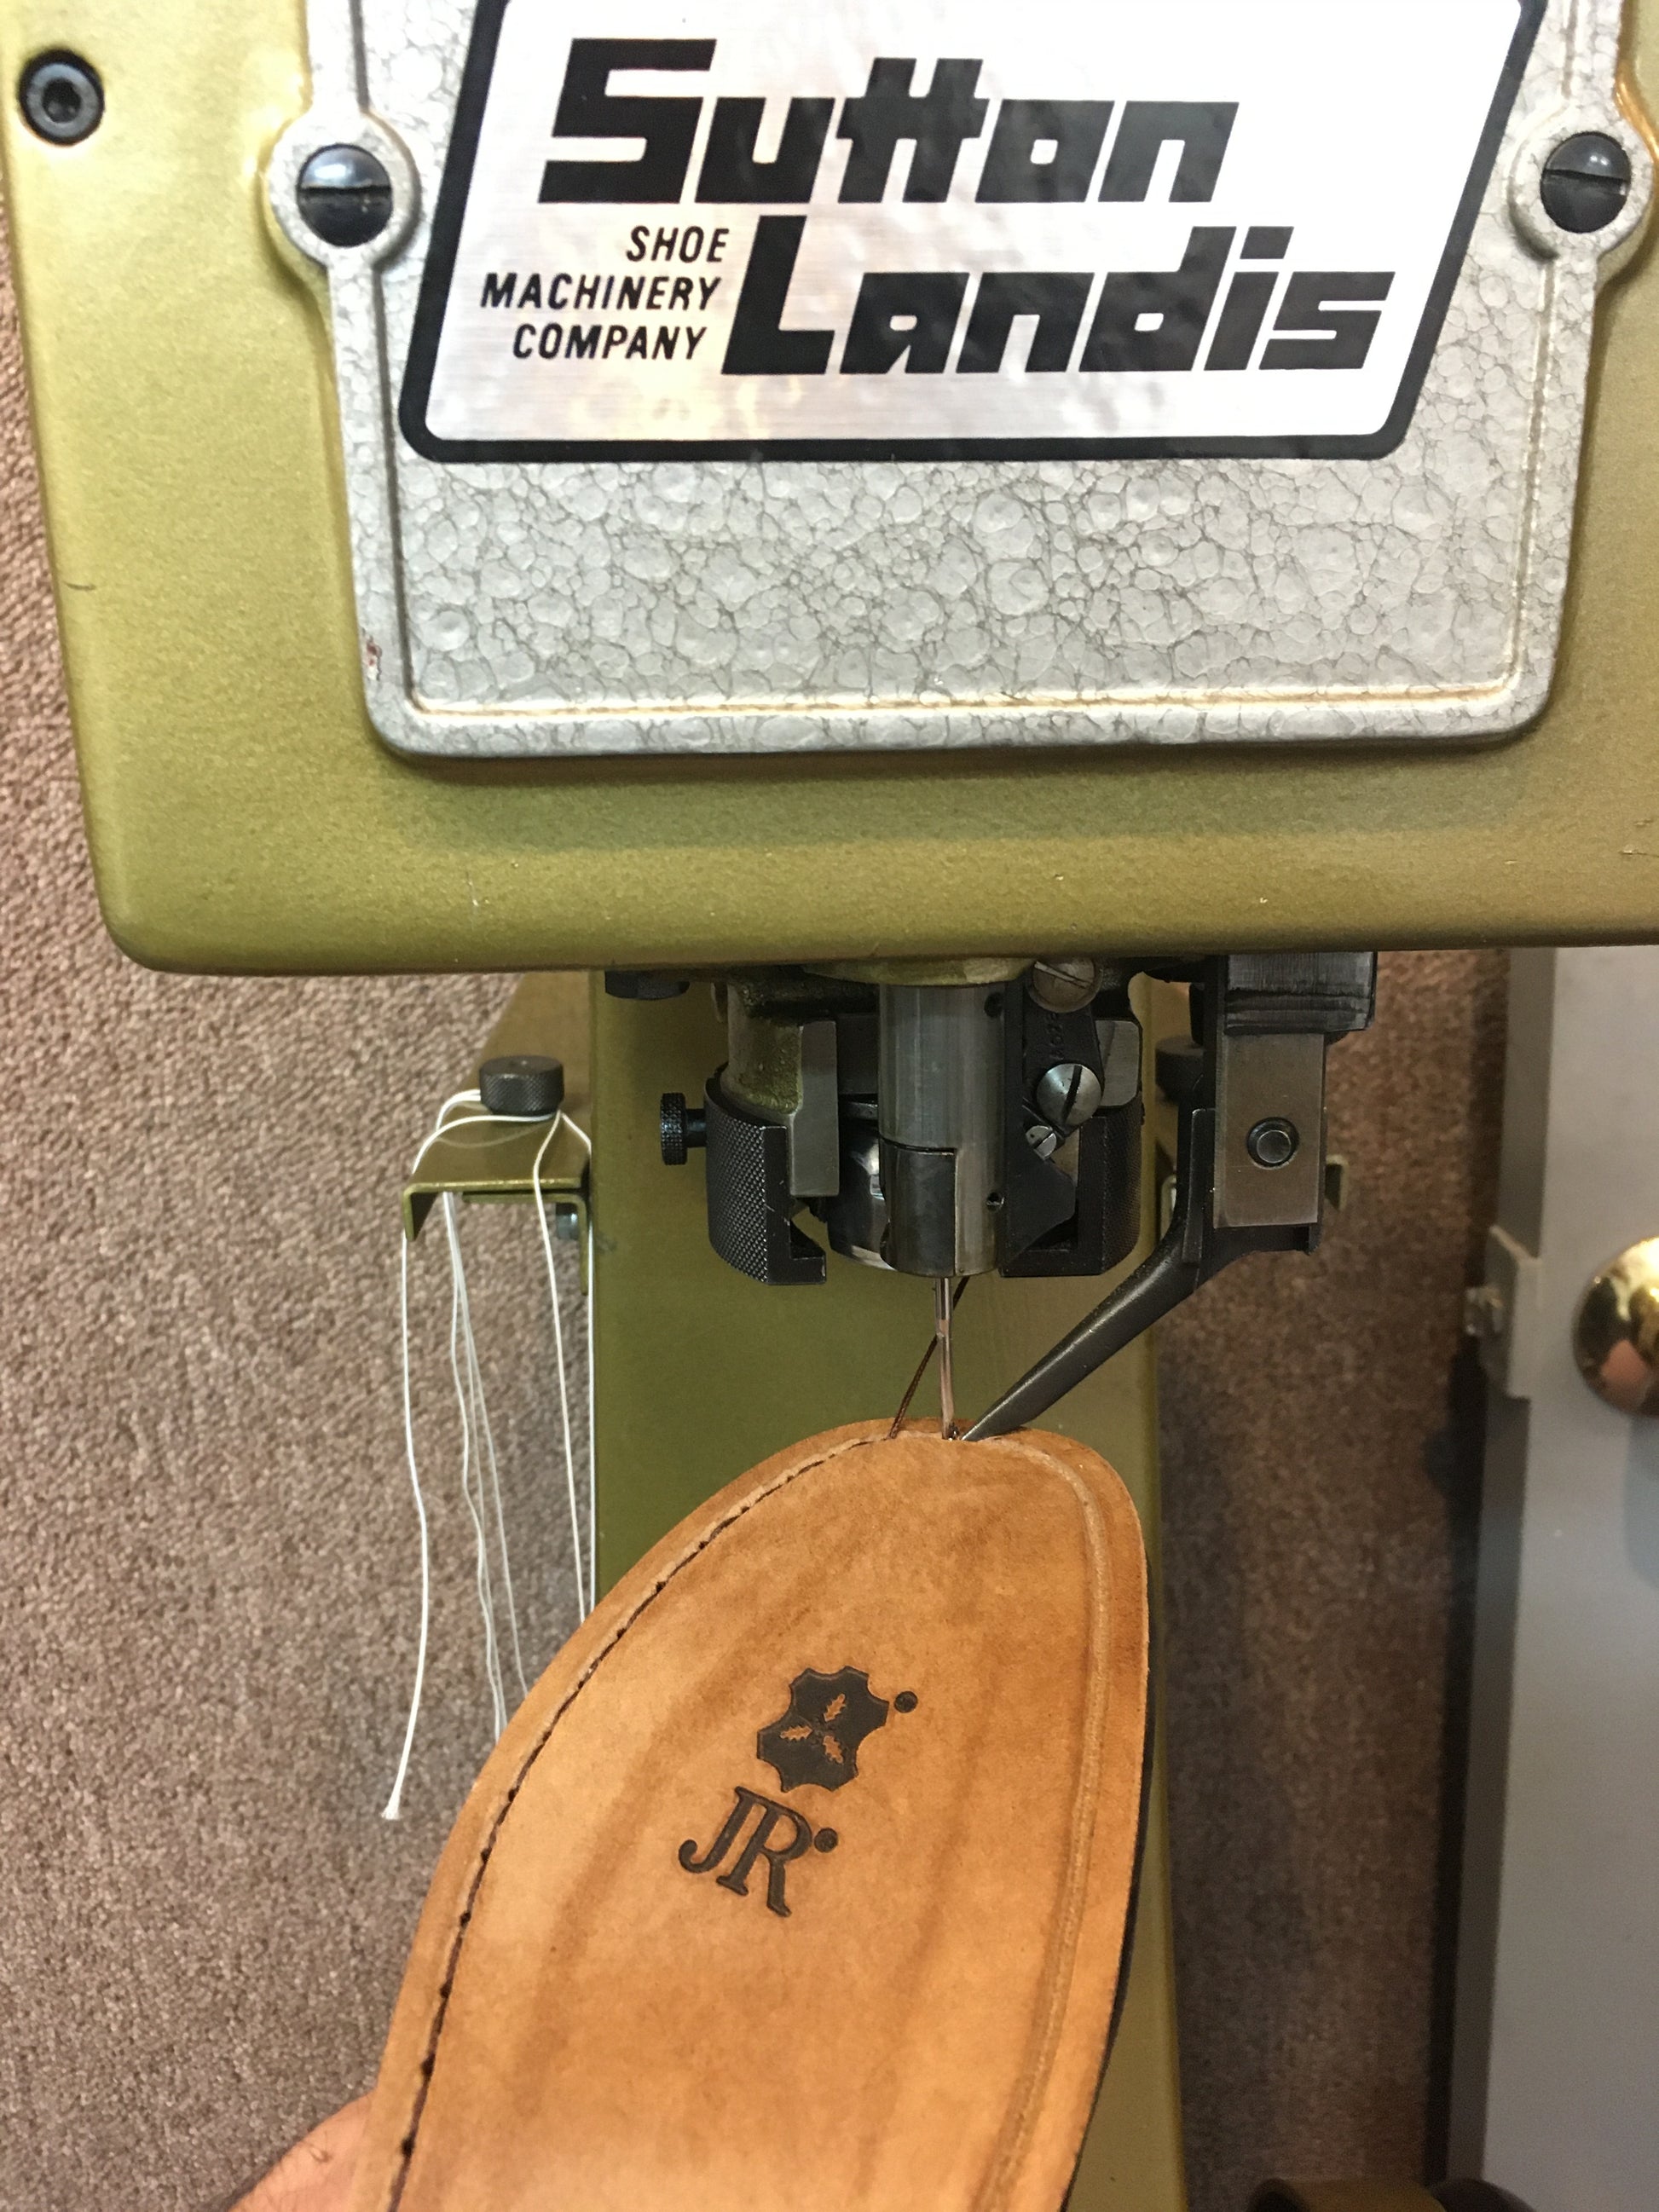 Sutton
SHOE
MACHINERY
COMPANY
Landis
JR